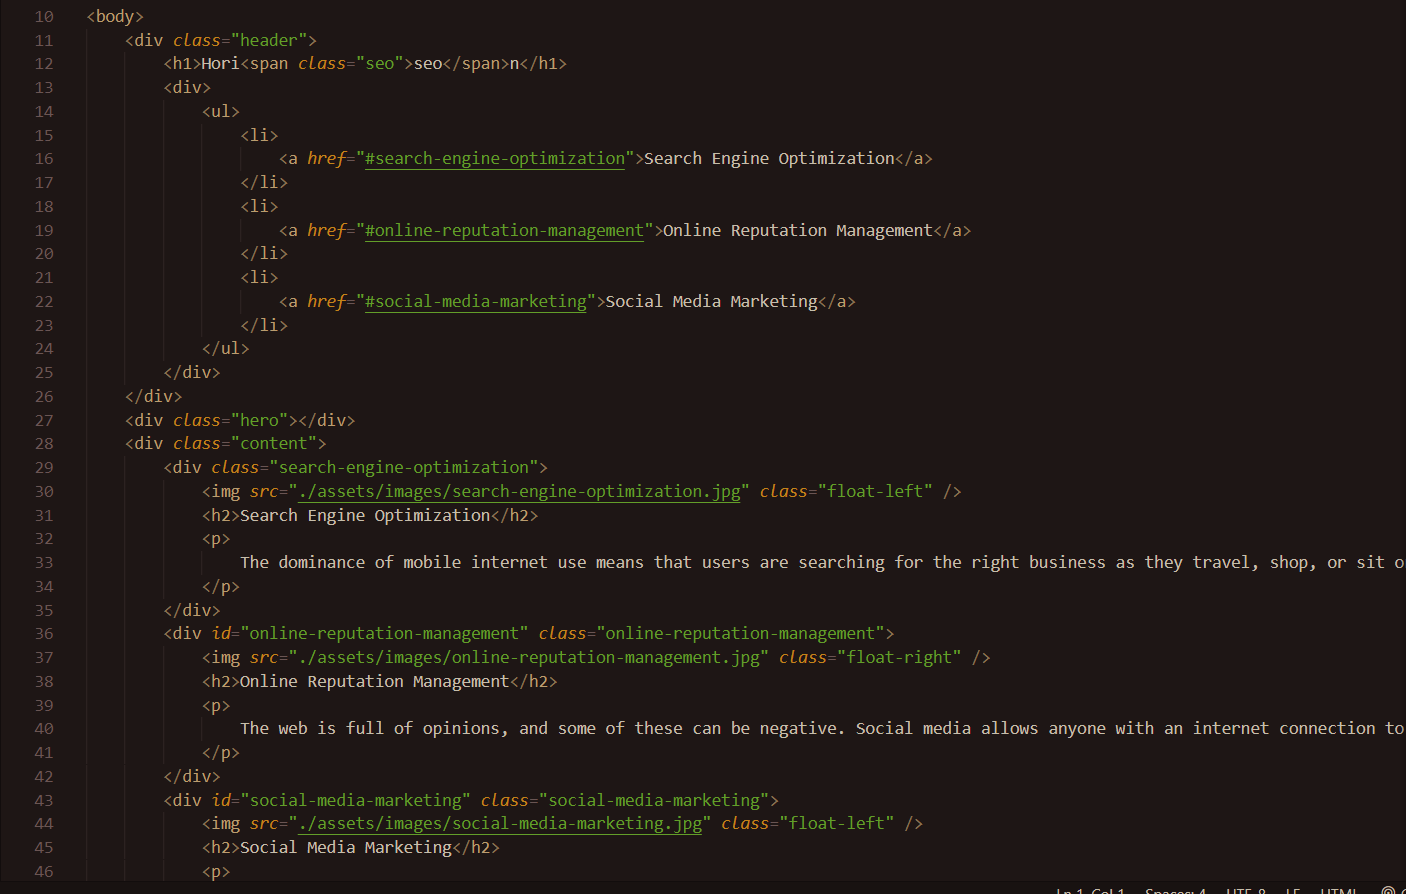 10 <body>
11 <div class="header">
12 <h1>Hori<span class="seo">seo</span>n</h1>
13 <div>
14 <ul>
15 <li>
16 <a href="#search-engine-optimization">Search Engine Optimization</a>
17 </li>
18 <li>
19 <a href="#online-reputation-management">Online Reputation Management</a>
20 </li>
21 <li>
22 <a href="#social-media-marketing">Social Media Marketing</a>
23 </li>
24 </ul>
25 </div>
26 </div>
27 <div class="hero"></div>
28 <div class="content">
29 <div class="search-engine-optimization">
30 <img src="./assets/images/search-engine-optimization.jpg" class="float-left" />
31 <h2>Search Engine Optimization</h2>
32 <p>
33 The dominance of mobile internet use means that users are searching for the right business as they travel, shop, or sit
34 </p>
35 </div>
36 <div id="online-reputation-management" class="online-reputation-management">
37 <img src="./assets/images/online-reputation-management.jpg" class="float-right" />
38 <h2>Online Reputation Management</h2>
39 <p>
40 The web is full of opinions, and some of these can be negative. Social media allows anyone with an internet connection to
41 </p>
42 </div>
43 <div id="social-media-marketing" class="social-media-marketing">
44 <img src="./assets/images/social-media-marketing.jpg" class="float-left" />
45 <h2>Social Media Marketing</h2>
46 <p>
Ln 1, Col 1 Spaces: 4 UTF-8 LF HTML